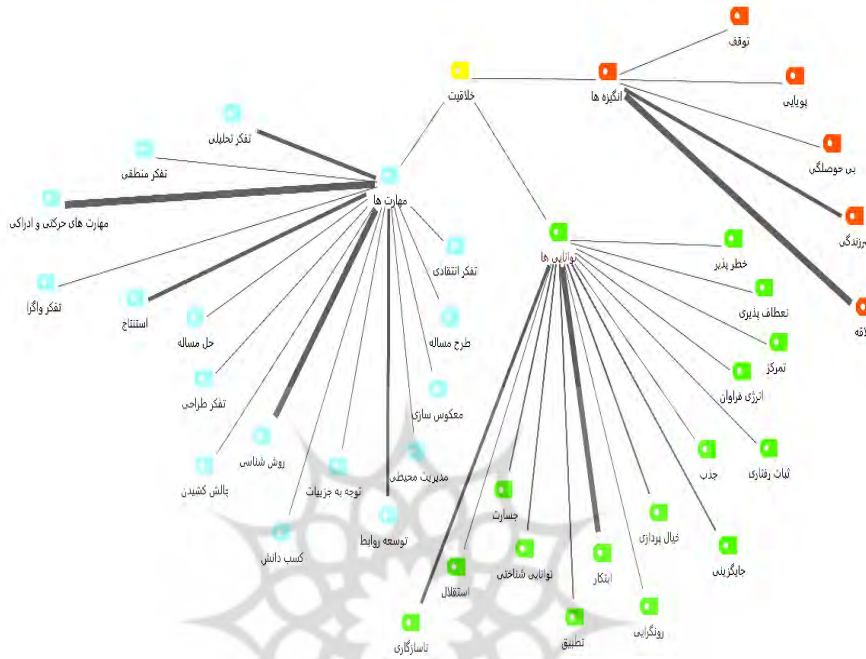 توقف
خلاقیت
انگیزه ها
پویایی
تفکر تحلیلی
بی حوصلگی
تفکر منطقی
مهارت ها
مهارت های حرکتی و ادراکی
سرزندگی
توانایی ها
خطر پذیر
تفکر انتقادی
تفکر واگرا
استنتاج
نعطاف پذیری
لاقه
حل مساله
طرح مساله
تمرکز
انرژی فراوان
تفکر طراحی
معکوس سازی
روش شناسی
جذب
ثبات رفتاری
چالش کشیدن
توجه به جزییات
مدیریت محیطی
جسارت
خیال پردازی
توسعه روابط
کسب دانش
توانایی شناختی
ابتکار
جایگزینی
استقلال
رونگرایی
ناسازگاری
تطبیق